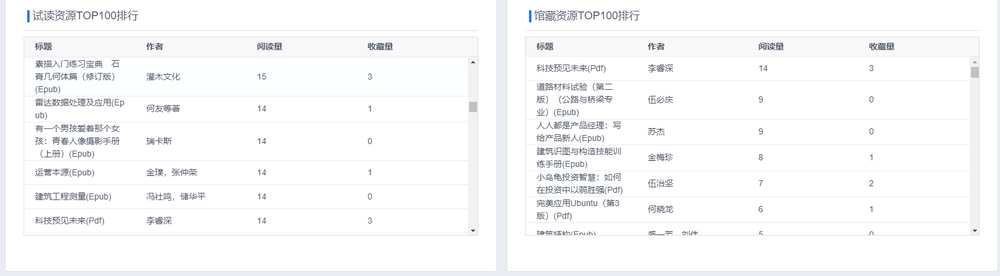 试读资源TOP100排行
标题 作者 阅读量 收藏量
素描入门练习宝典 石
膏几何体篇（修订版）
(Epub)
灌木文化 15 3
雷达数据处理及应用(Ep
ub)
何友等著 14 1
有一个男孩爱着那个女
孩：青春人像摄影手册
（上册）(Epub)
瑞卡斯 14 0
运营本源(Epub) 金璞，张仲荣 14 1
建筑工程测量(Epub) 冯社鸣，储华平 14 0
科技预见未来(Pdf) 李睿深 14 3
馆藏资源TOP100排行
标题 作者 阅读量 收藏量
科技预见未来(Pdf) 李睿深 14 3
道路材料试验（第二
版）（公路与桥梁专
业）(Epub)
伍必庆 9 0
人人都是产品经理：写
给产品新人(Epub)
苏杰 9 0
建筑识图与构造技能训
练手册(Epub)
金梅珍 8 1
小乌龟投资智慧：如何
在投资中以弱胜强(Pdf)
伍治坚 7 2
完美应用Ubuntu（第3
版）(Pdf)
何晓龙 6 1
建筑结构(Epub) 5 0